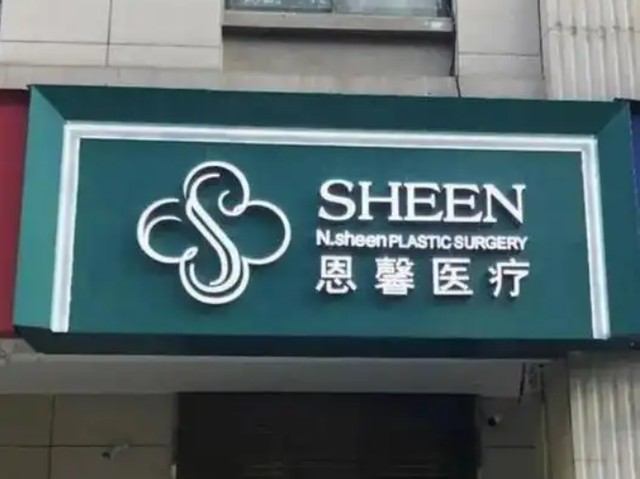 SHEEN
N.sheen PLASTIC SURGERY
恩馨医疗